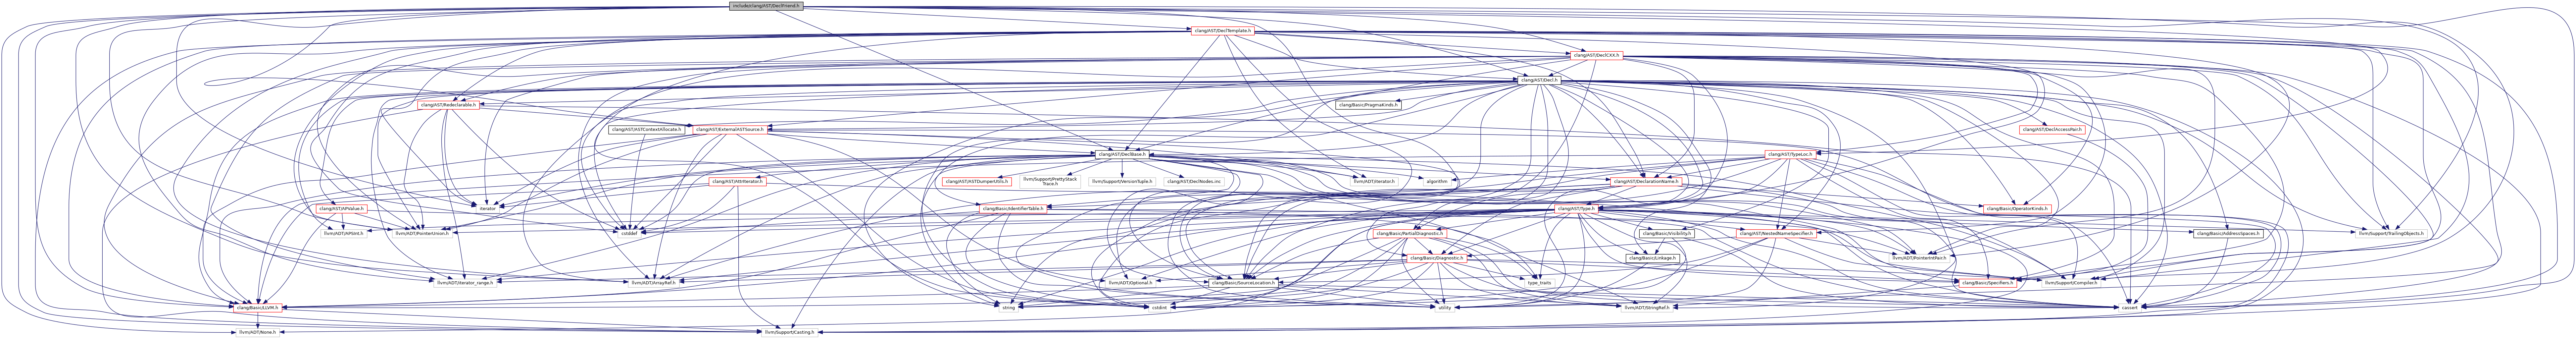 include/clang/AST/DeclFriend.h
clang/AST/DeclTemplate.h
clang/AST/DeclCXX.h
clang/AST/Decl.h
clang/AST/Redeclarable.h
clang/Basic/PragmaKinds.h
clang/AST/ASTContextAllocate.h
clang/AST/ExternalASTSource.h
clang/AST/DeclAccessPair.h
clang/AST/DeclBase.h
clang/AST/TypeLoc.h
clang/AST/AttrIterator.h
clang/AST/ASTDumperUtils.h
llvm/Support/PrettyStack
Trace.h
llvm/Support/VersionTuple.h
clang/AST/DeclNodes.inc
llvm/ADT/iterator.h
algorithm
clang/AST/DeclarationName.h
clang/AST/APValue.h
iterator
clang/Basic/IdentifierTable.h
clang/AST/Type.h
clang/Basic/OperatorKinds.h
llvm/ADT/APSInt.h
llvm/ADT/PointerUnion.h
cstddef
clang/Basic/PartialDiagnostic.h
clang/Basic/Visibility.h
clang/AST/NestedNameSpecifier.h
clang/Basic/AddressSpaces.h
llvm/Support/TrailingObjects.h
clang/Basic/Diagnostic.h
clang/Basic/Linkage.h
llvm/ADT/PointerIntPair.h
llvm/ADT/iterator_range.h
llvm/ADT/ArrayRef.h
llvm/ADT/Optional.h
clang/Basic/SourceLocation.h
type_traits
clang/Basic/Specifiers.h
llvm/Support/Compiler.h
clang/Basic/LLVM.h
string
cstdint
utility
llvm/ADT/StringRef.h
cassert
llvm/ADT/None.h
llvm/Support/Casting.h